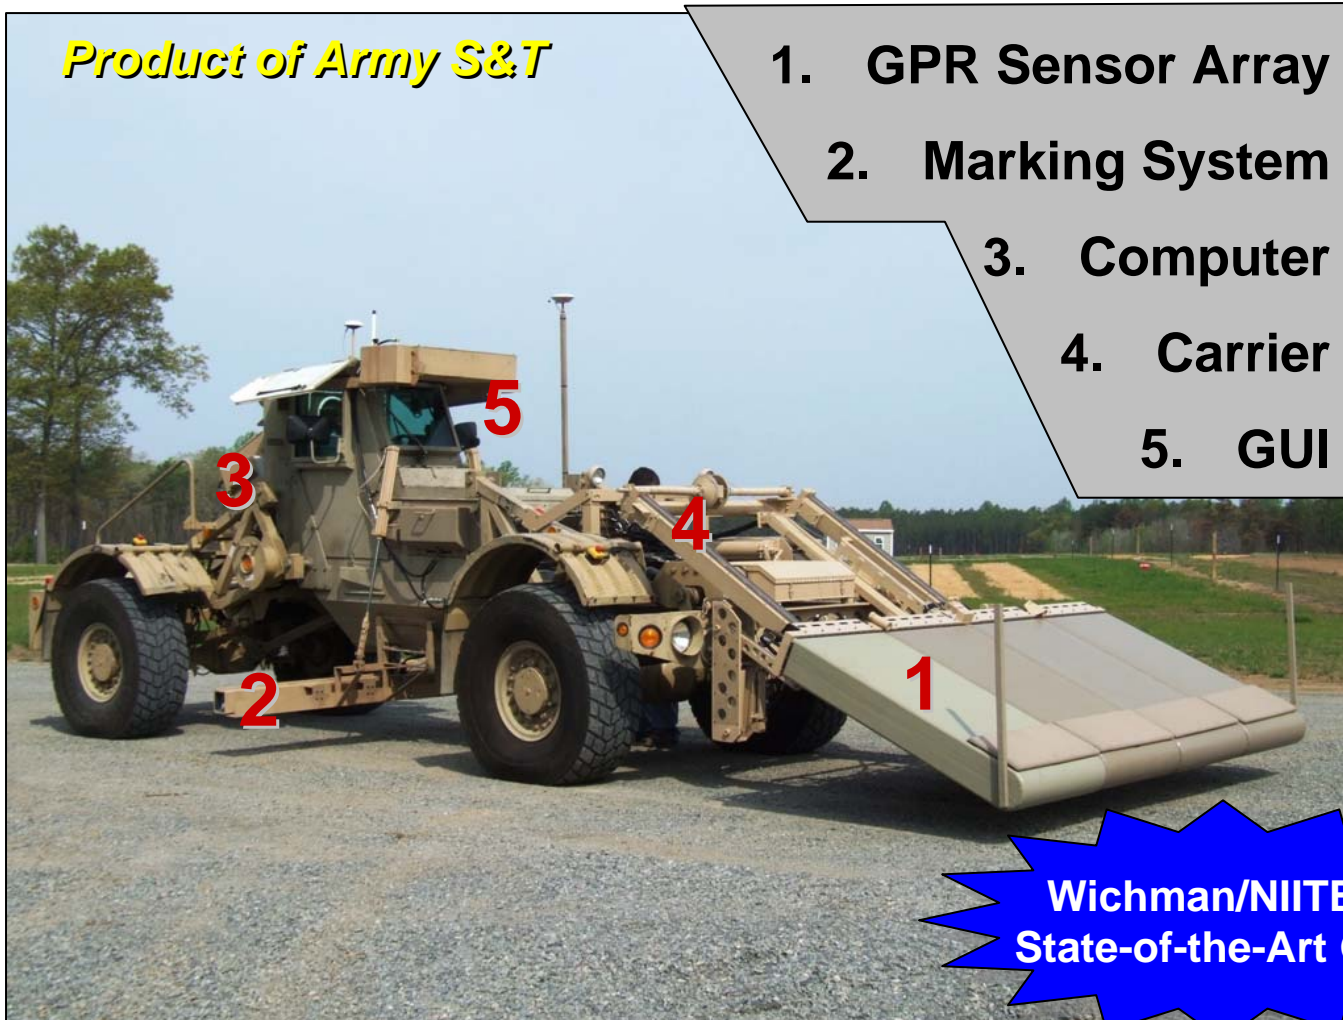 Product of Army S&T
1. GPR Sensor Array
2. Marking System
3. Computer
4. Carrier
5. GUI
5
3
4
1
2
Wichman/NIITE
State-of-the-Art